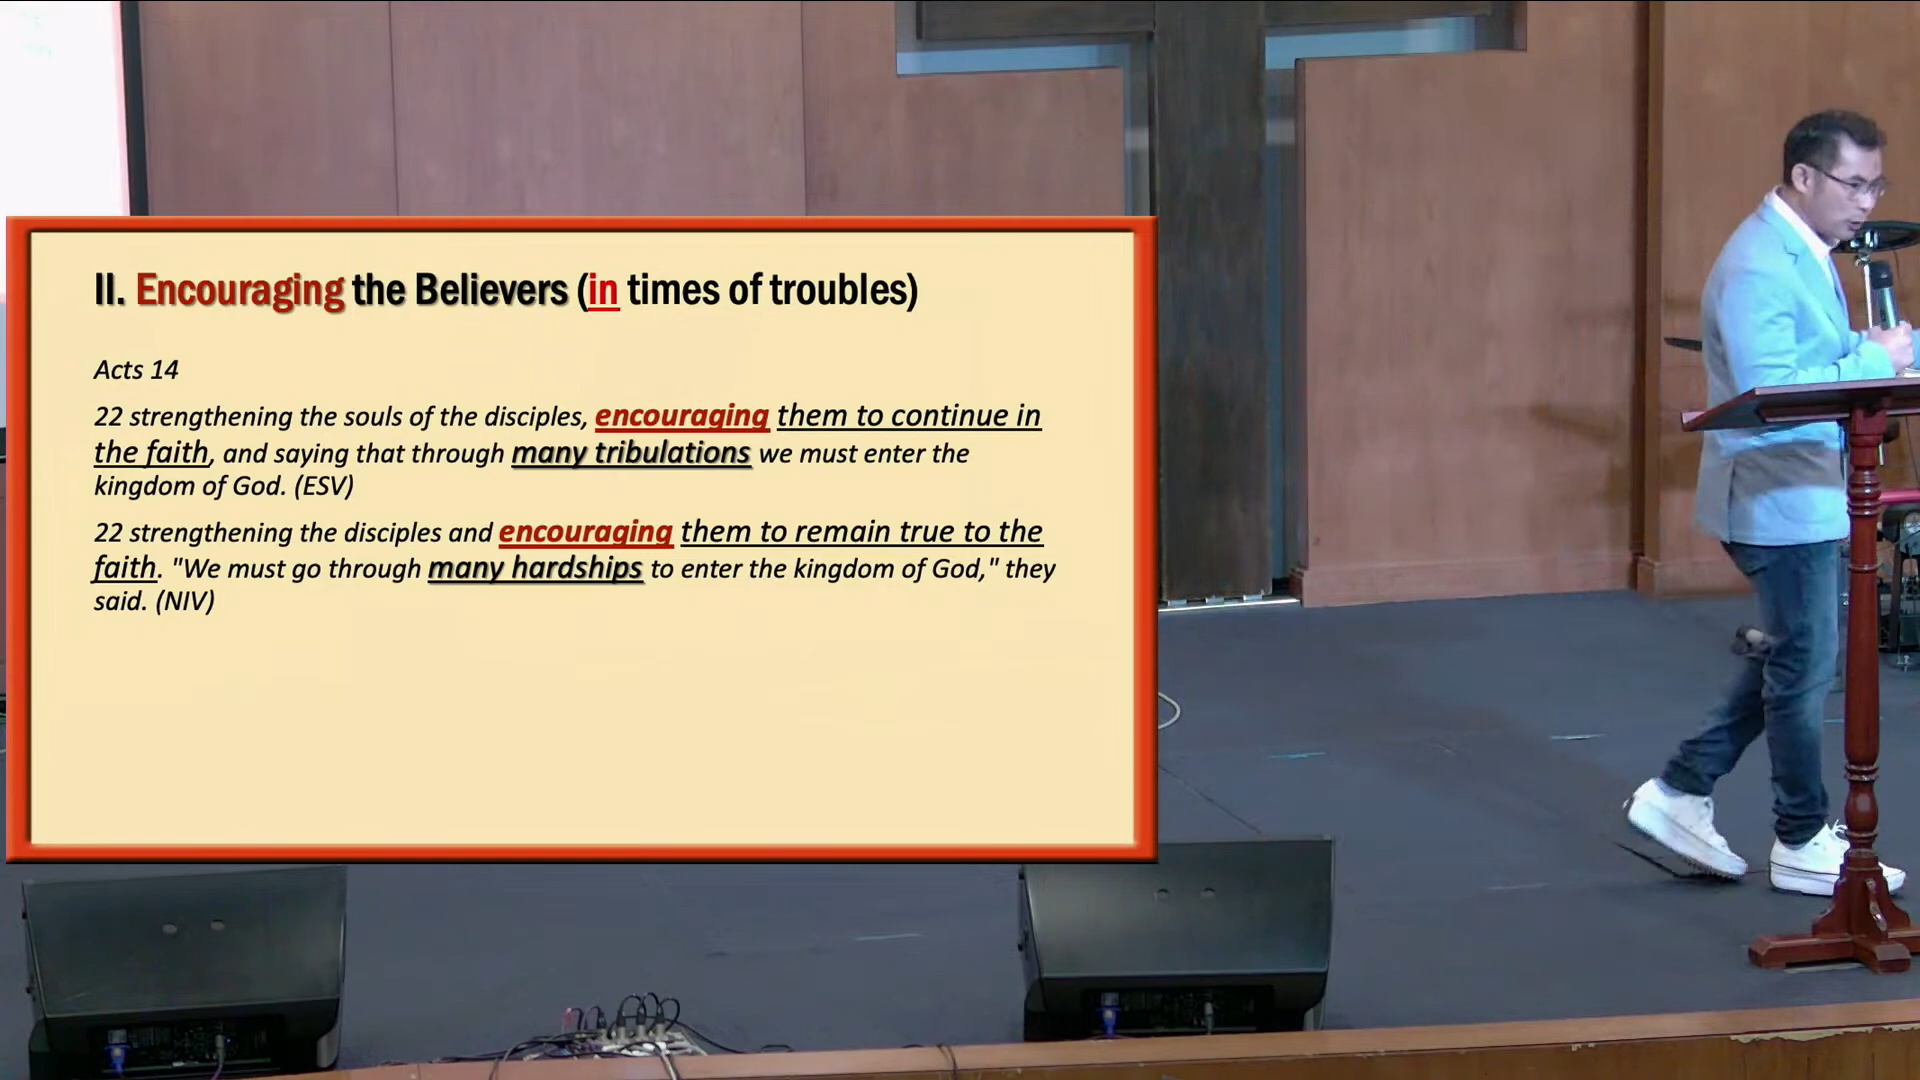 II. Encouraging the Believers (in times of troubles)
Acts 14
22 strengthening the souls of the disciples, encouraging them to continue in
the faith, and saying that through many tribulations we must enter the
kingdom of God. (ESV)
22 strengthening the disciples and encouraging them to remain true to the
faith. "We must go through many hardships to enter the kingdom of God," they
said. (NIV)